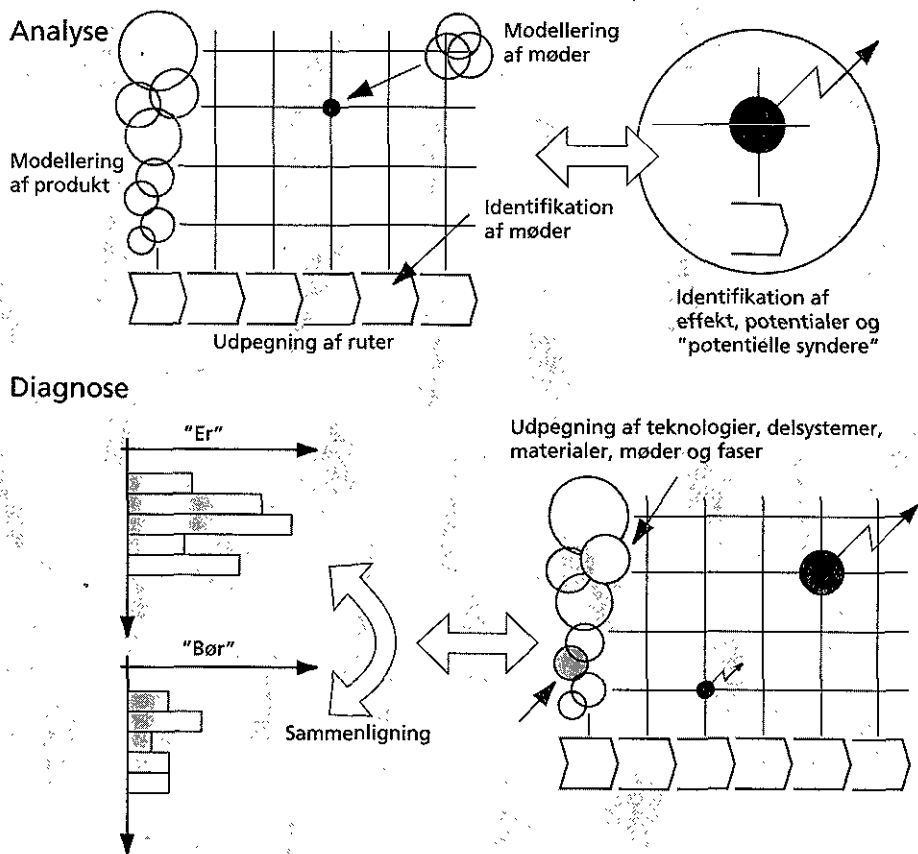 Analyse
Modellering
af møder
Modellering
af produkt
Identifikation
af møder
Udpegning af ruter
Identifikation af
effekt, potentialer og
"potentielle syndere"
Diagnose
"Er"
Udpegning af teknologier, delsystemer,
materialer, møder og faser
"Bør"
Sammenligning